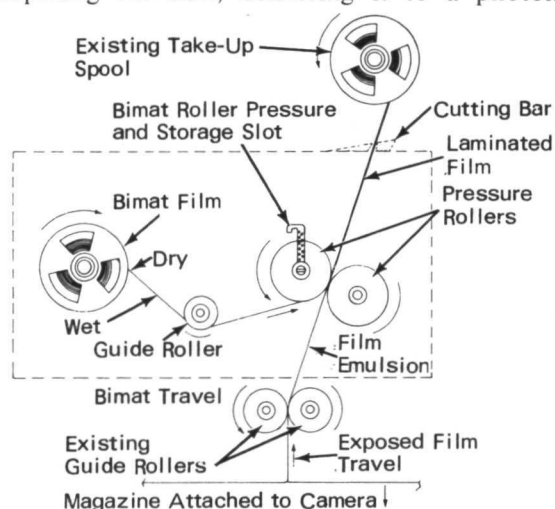 Existing Take-Up
Spool
Bimat Roller Pressure
and Storage Slot
Cutting Bar
Laminated
Film
Pressure
Rollers
Bimat Film
Dry
Wet
Guide Roller
Film
Emulsion
Bimat Travel
Existing
Guide Rollers
Exposed Film
Travel
Magazine Attached to Camera